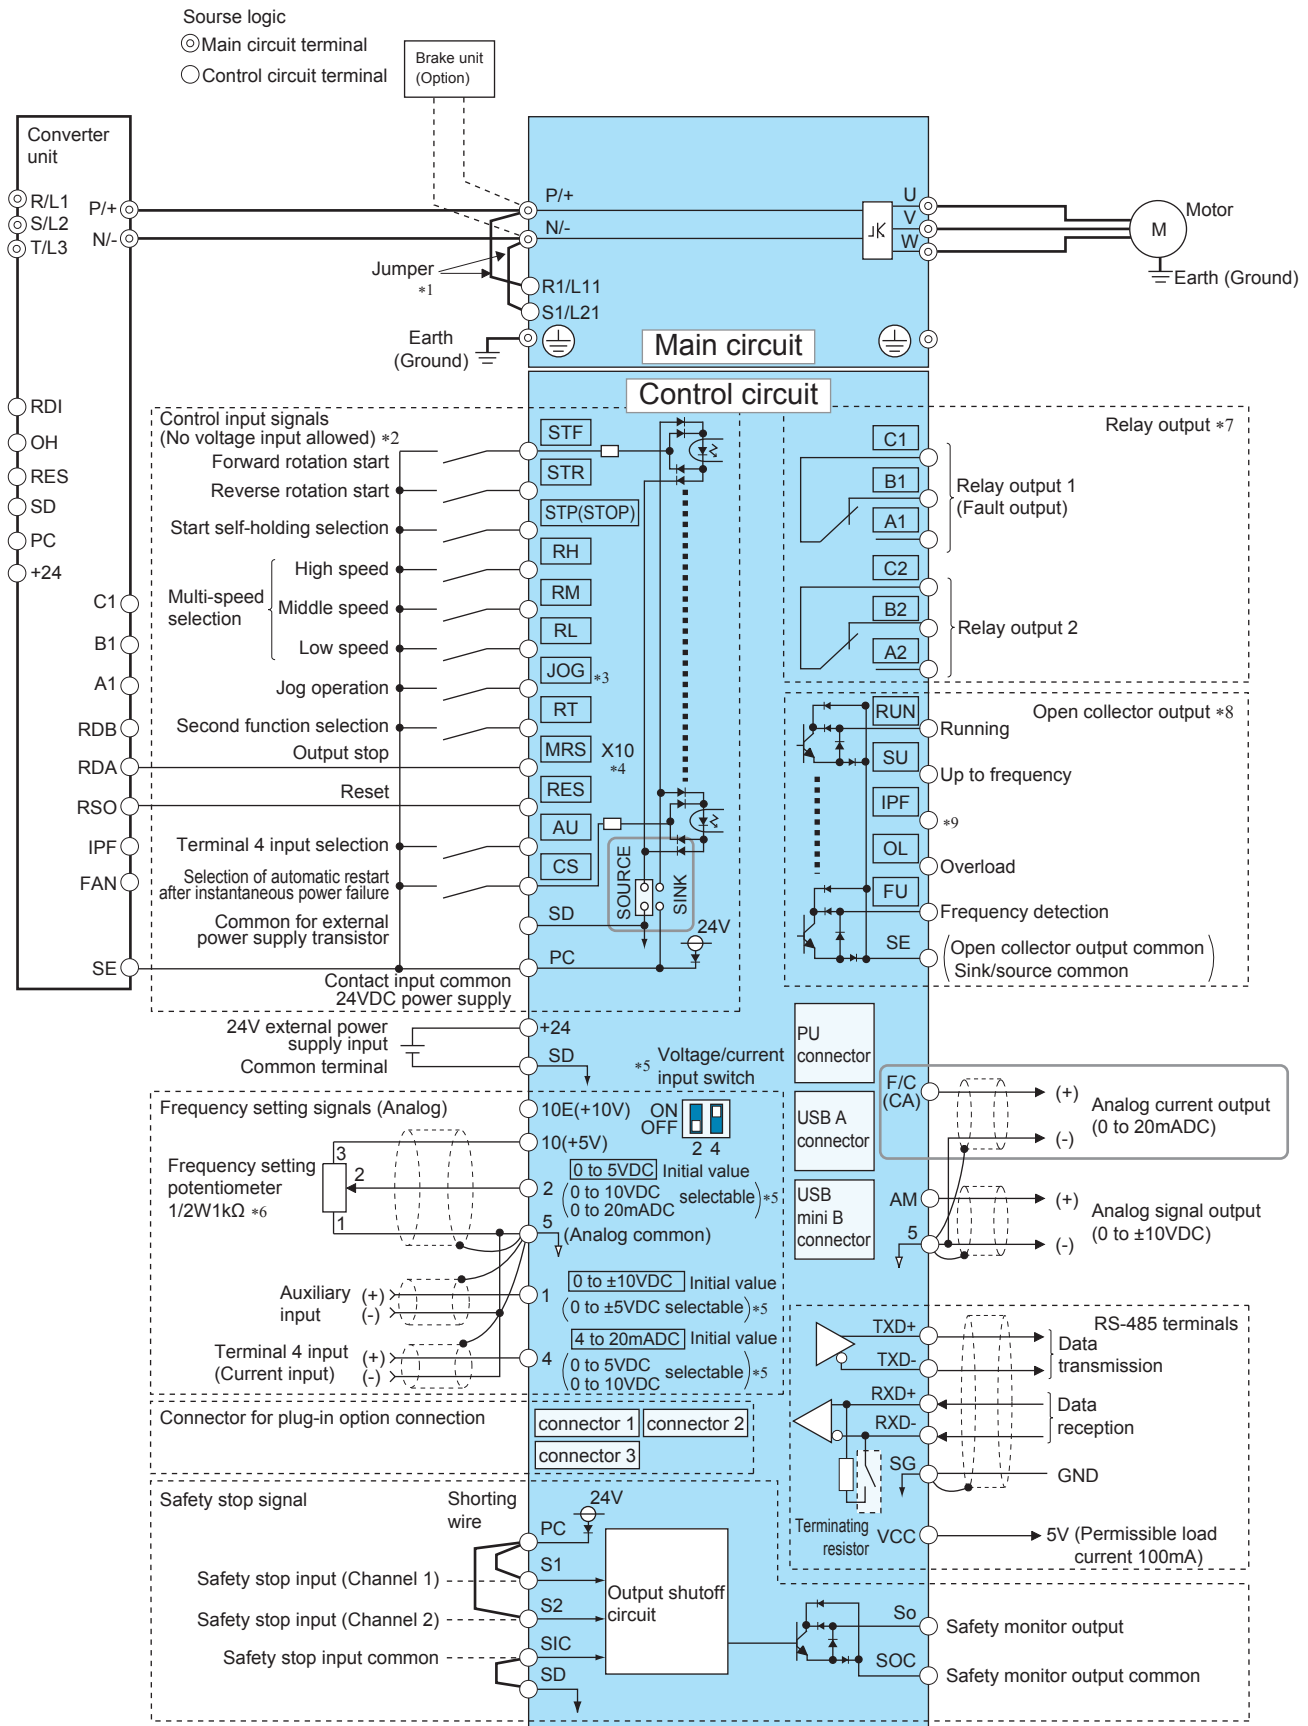 Sourse logic
Main circuit terminal
Control circuit terminal
Brake unit
(Option)
Converter
unit
R/L1
S/L2
T/L3
P/+
N/-
P/+
N/-
Jumper
*1
R1/L11
S1/L21
Earth
(Ground)
Main circuit
U
V
W
M
Motor
Earth (Ground)
Control circuit
RDI
OH
RES
SD
PC
+24
C1
B1
A1
RDB
RDA
RSO
IPF
FAN
SE
Control input signals
(No voltage input allowed) *2
Forward rotation start
Reverse rotation start
Start self-holding selection
Multi-speed
selection
High speed
Middle speed
Low speed
Jog operation
Second function selection
Output stop
Reset
Terminal 4 input selection
Selection of automatic restart
after instantaneous power failure
Common for external
power supply transistor
Contact input common
24VDC power supply
STF
STR
STP(STOP)
RH
RM
RL
JOG *3
RT
MRS X10
*4
RES
AU
CS
SD
PC
SOURCE
SINK
24V
Relay output *7
C1
B1
A1
Relay output 1
(Fault output)
C2
B2
A2
Relay output 2
Open collector output *8
RUN
Running
SU
Up to frequency
IPF
*9
OL
Overload
FU
Frequency detection
SE
(Open collector output common
Sink/source common)
24V external power
supply input
Common terminal
+24
SD
*5 Voltage/current
input switch
ON
OFF
2 4
PU
connector
USB A
connector
USB
mini B
connector
F/C
(CA)
(+)
(-)
Analog current output
(0 to 20mADC)
AM
5
(+)
(-)
Analog signal output
(0 to ±10VDC)
Frequency setting signals (Analog)
10E(+10V)
10(+5V)
Frequency setting
potentiometer
1/2W1kΩ *6
3
2
1
2
0 to 5VDC Initial value
(0 to 10VDC
0 to 20mADC selectable) *5
5
(Analog common)
Auxiliary
input
(+)
(-)
1
0 to ±10VDC Initial value
(0 to ±5VDC selectable) *5
Terminal 4 input
(Current input)
(+)
(-)
4
4 to 20mADC Initial value
(0 to 5VDC
0 to 10VDC selectable) *5
RS-485 terminals
TXD+
TXD-
Data
transmission
RXD+
RXD-
Data
reception
SG
GND
Terminating
resistor
VCC
5V (Permissible load
current 100mA)
Connector for plug-in option connection
connector 1
connector 2
connector 3
Safety stop signal
Shorting
wire
24V
PC
S1
S2
SIC
SD
Safety stop input (Channel 1)
Safety stop input (Channel 2)
Safety stop input common
Output shutoff
circuit
So
Safety monitor output
SOC
Safety monitor output common